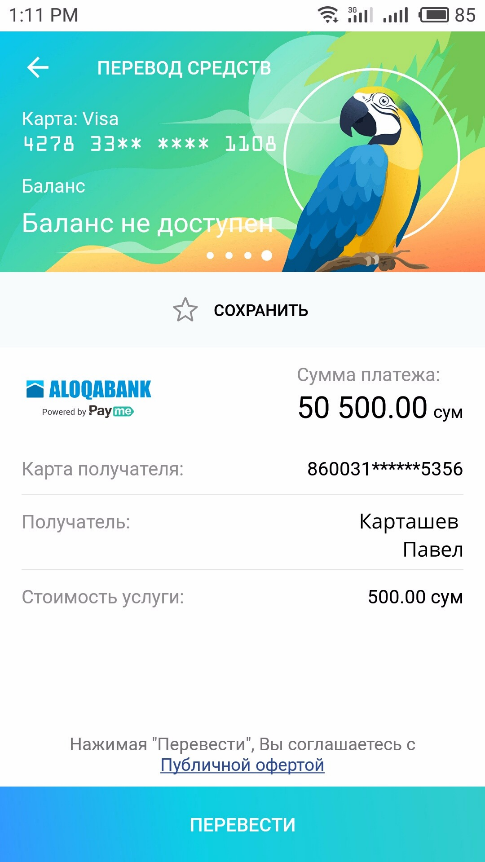 1:11 PM
3G
85
ПЕРЕВОД СРЕДСТВ
Карта: Visa
4278 33** **** 1108
Баланс
Баланс не доступен
СОХРАНИТЬ
Сумма платежа:
ALOQABANK
Powered by Payme
50 500.00 сум
Карта получателя:
860031******5356
Получатель:
Карташев
Павел
Стоимость услуги:
500.00 сум
Нажимая "Перевести", Вы соглашаетесь с
Публичной офертой
ПЕРЕВЕСТИ